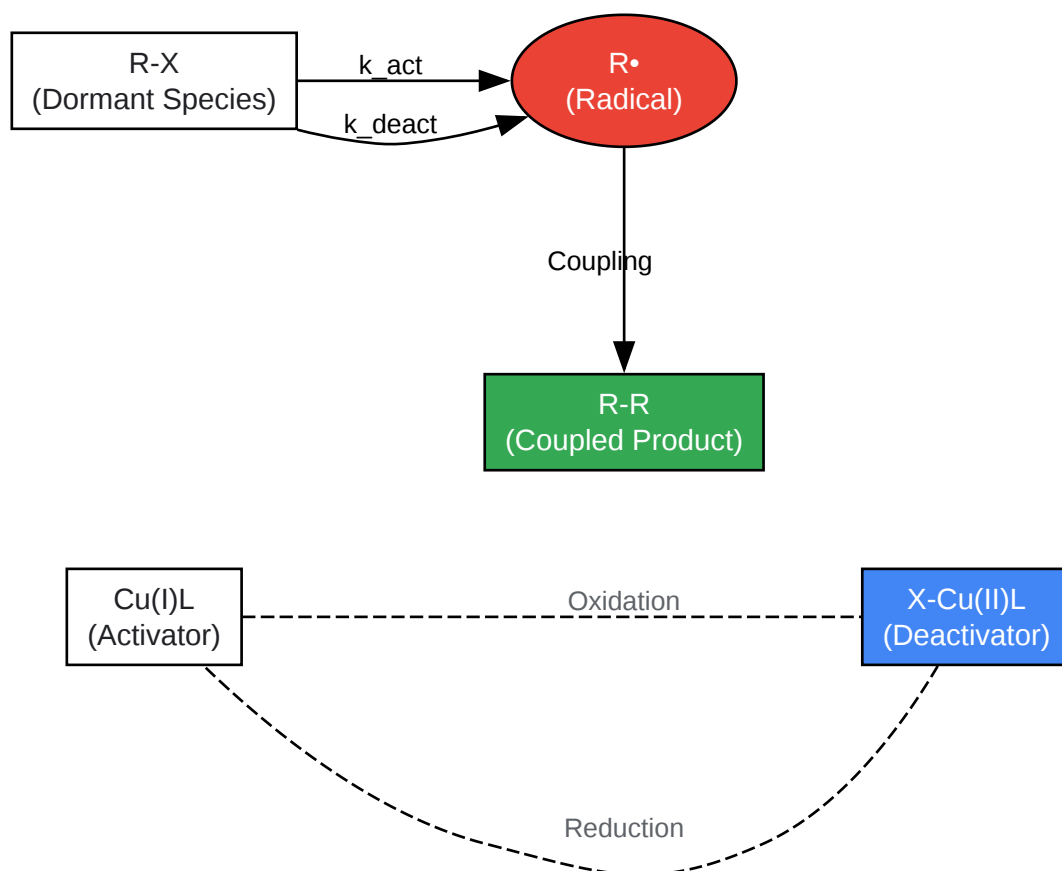 R-X
(Dormant Species)
k_act
k_deact
R•
(Radical)
Coupling
R-R
(Coupled Product)
Cu(I)L
(Activator)
Oxidation
X-Cu(II)L
(Deactivator)
Reduction